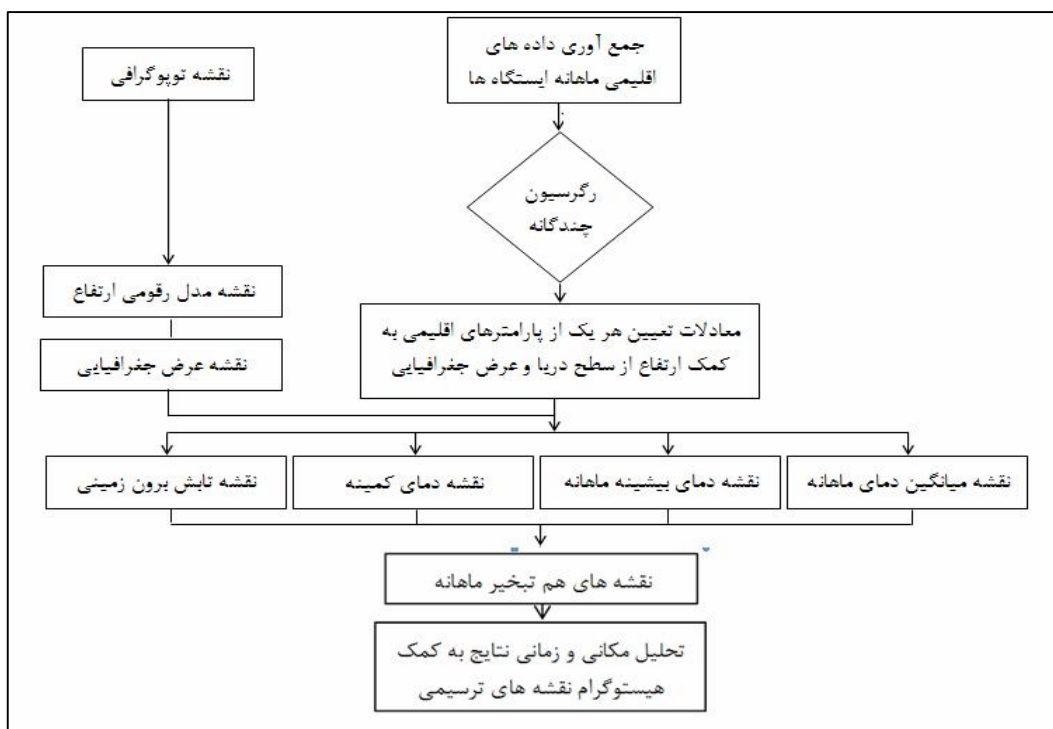 جمع آوری داده های
اقلیمی ماهانه ایستگاه ها
نقشه توپوگرافی
رگرسیون
چندگانه
نقشه مدل رقومی ارتفاع
معادلات تعیین هر یک از پارامترهای اقلیمی به
کمک ارتفاع از سطح دریا و عرض جغرافیایی
نقشه عرض جغرافیایی
نقشه میانگین دمای ماهانه
نقشه دمای بیشینه ماهانه
نقشه دمای کمینه
نقشه تابش برون زمینی
نقشه های هم تبخیر ماهانه
تحلیل مکانی و زمانی نتایج به کمک
هیستوگرام نقشه های ترسیمی